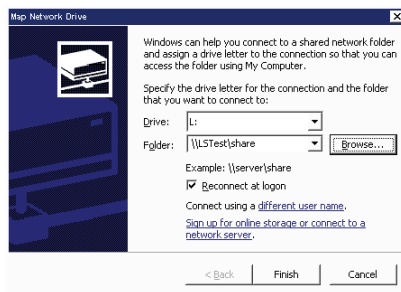 Map Network Drive
Windows can help you connect to a shared network folder
and assign a drive letter to the connection so that you can
access the folder using My Computer.
Specify the drive letter for the connection and the folder
that you want to connect to:
Drive: L:
Folder: \\LSTest\share Browse...
Example: \\server\share
Reconnect at logon
Connect using a different user name.
Sign up for online storage or connect to a
network server.
< Back Finish Cancel